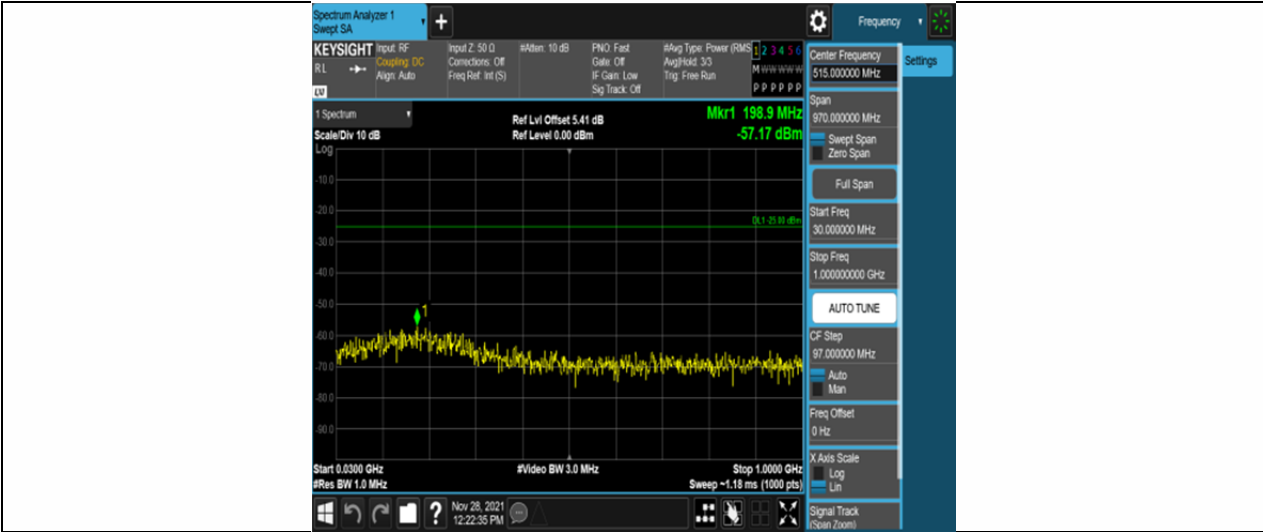 Spectrum Analyzer 1
Swept SA
+
Frequency
KEYSIGHT
RL
LV
Input: RF
Coupling: DC
Align: Auto
Input Z: 50 Ω
Corrections: Off
Freq Ref: Int (S)
#Atten: 10 dB
PNO: Fast
Gate: Off
IF Gain: Low
Sig Track: Off
#Avg Type: Power (RMS
Avg|Hold: 3/3
Trig: Free Run
1 2 3 4 5 6
M W W W W W
P P P P P P
1 Spectrum
Scale/Div 10 dB
Ref Lvl Offset 5.41 dB
Ref Level 0.00 dBm
Mkr1 198.9 MHz
-57.17 dBm
Log
-10.0
-20.0
DL1 -25.00 dBm
-30.0
-40.0
-50.0
1
-60.0
-70.0
-80.0
-90.0
Start 0.0300 GHz
#Res BW 1.0 MHz
#Video BW 3.0 MHz
Stop 1.0000 GHz
Sweep ~1.18 ms (1000 pts)
?
Nov 28, 2021
12:22:35 PM
Center Frequency
515.000000 MHz
Settings
Span
970.000000 MHz
Swept Span
Zero Span
Full Span
Start Freq
30.000000 MHz
Stop Freq
1.000000000 GHz
AUTO TUNE
CF Step
97.000000 MHz
Auto
Man
Freq Offset
0 Hz
X Axis Scale
Log
Lin
Signal Track
(Span Zoom)